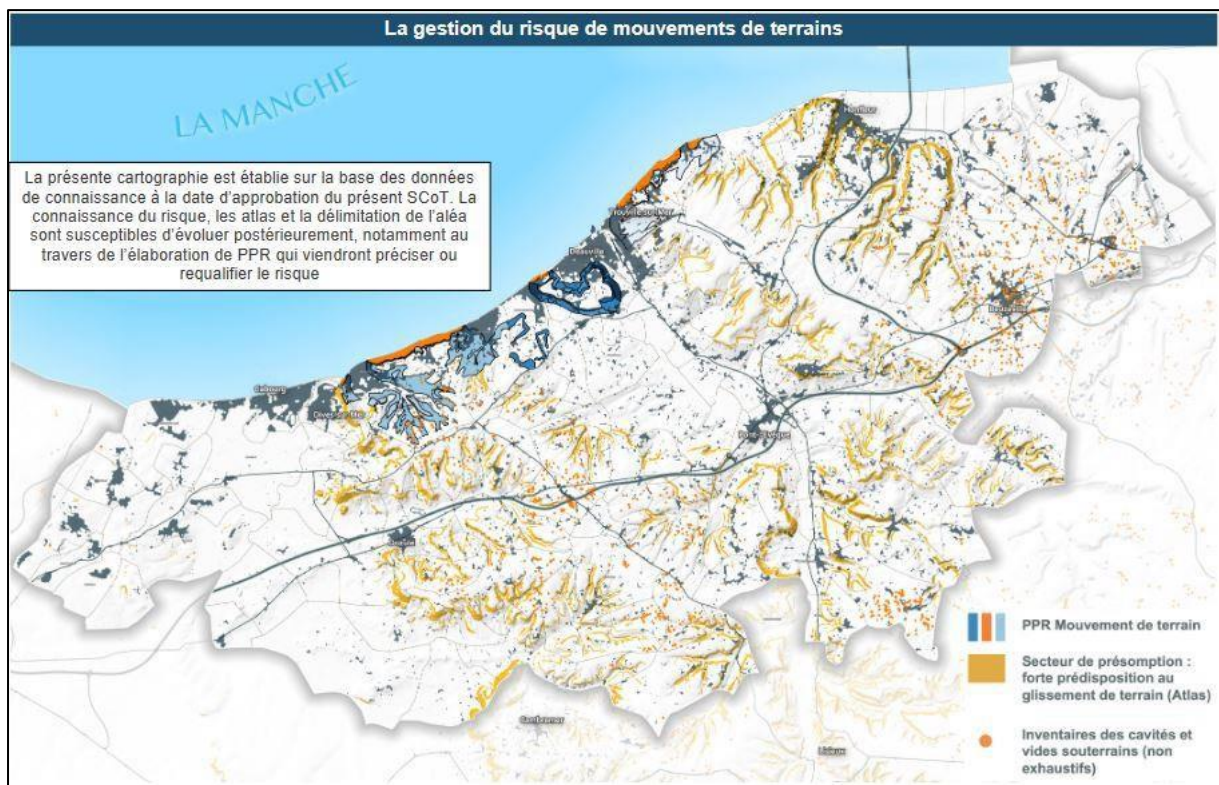 La gestion du risque de mouvements de terrains
LA MANCHE
La présente cartographie est établie sur la base des données
de connaissance à la date d'approbation du présent SCoT. La
connaissance du risque, les atlas et la délimitation de l'aléa
sont susceptibles d'évoluer postérieurement, notamment au
travers de l'élaboration de PPR qui viendront préciser ou
requalifier le risque
Honfleur
Trouville-sur-Mer
Deauville
Beuzeville
Cabourg
Dives-sur-Mer
Pont-l'Évêque
Dozulé
Cambremer
Lisieux
PPR Mouvement de terrain
Secteur de présomption :
forte prédisposition au
glissement de terrain (Atlas)
Inventaires des cavités et
vides souterrains (non
exhaustifs)